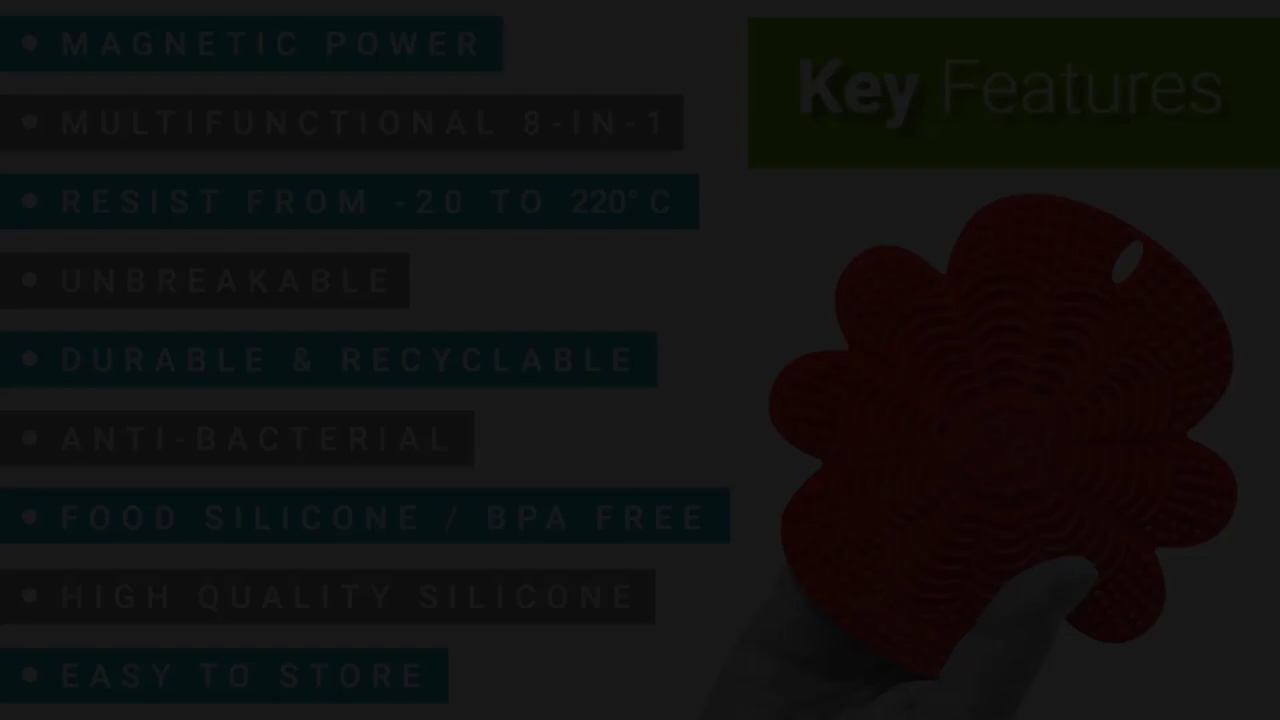 Key Features
• MAGNETIC POWER
• MULTIFUNCTIONAL 8-IN-1
• RESIST FROM -20 TO 220° C
• UNBREAKABLE
• DURABLE & RECYCLABLE
• ANTI-BACTERIAL
• FOOD SILICONE / BPA FREE
• HIGH QUALITY SILICONE
• EASY TO STORE